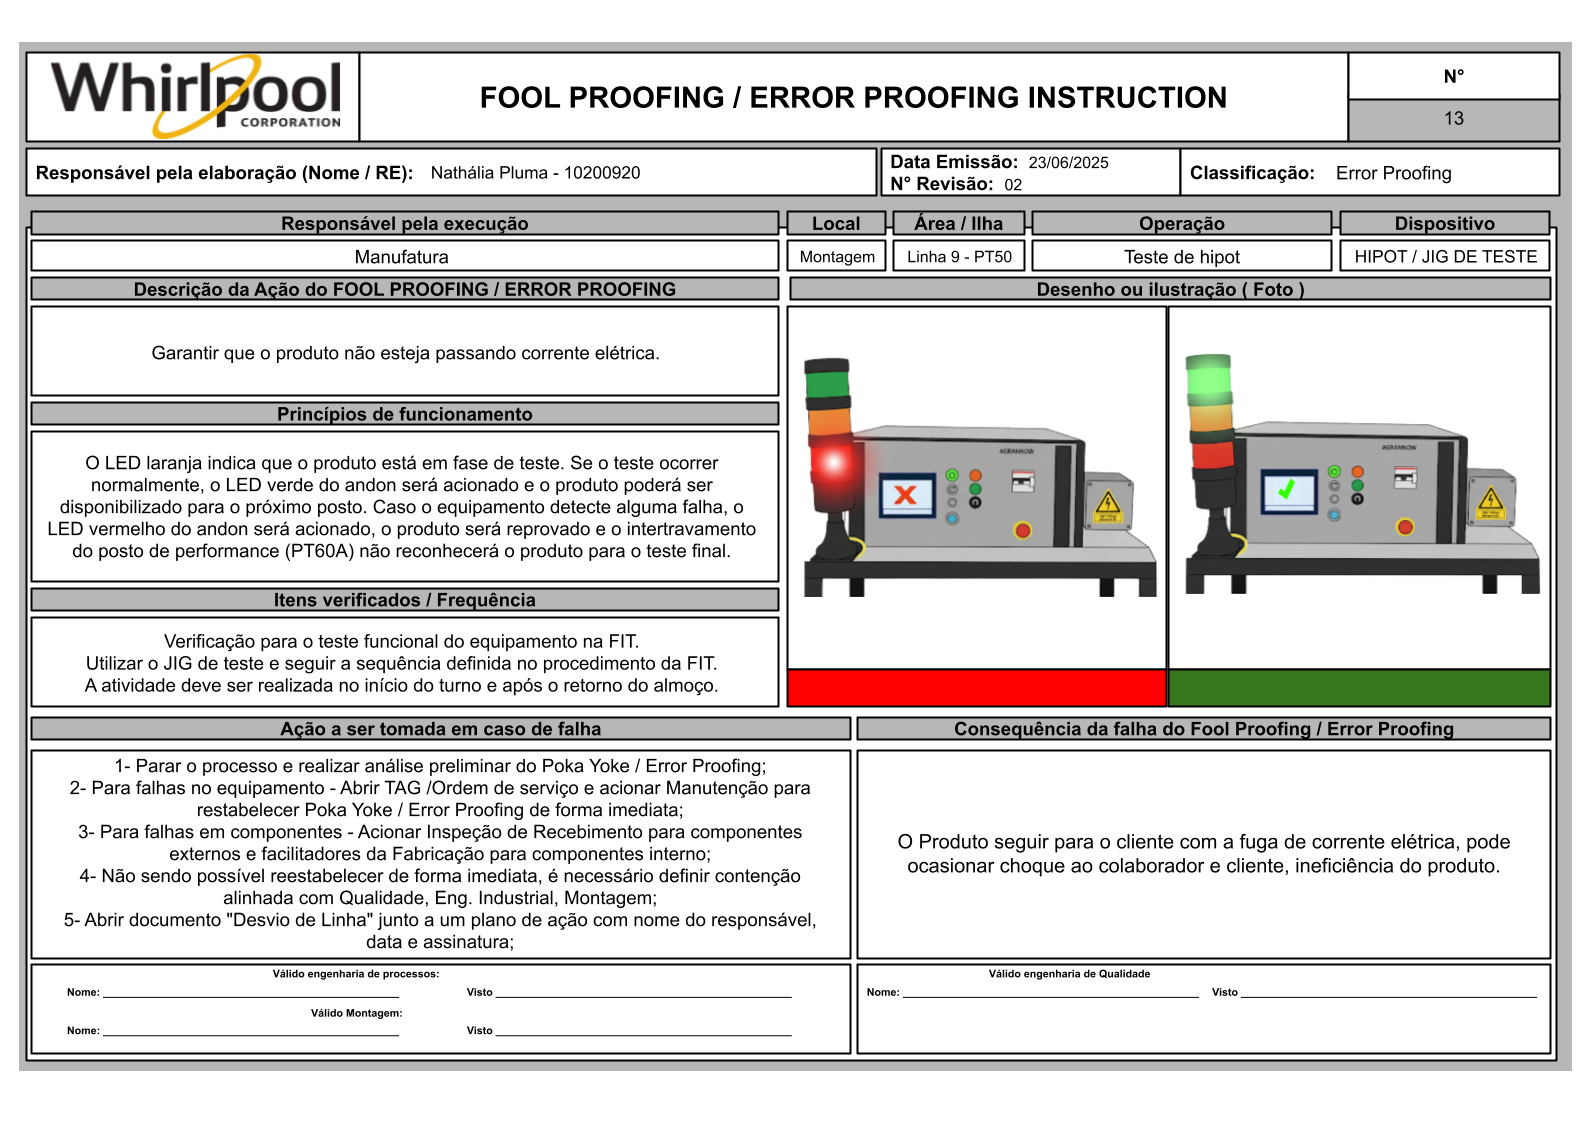 Whirlpool
CORPORATION
FOOL PROOFING / ERROR PROOFING INSTRUCTION
N°
13
Responsável pela elaboração (Nome / RE): Nathália Pluma - 10200920
Data Emissão: 23/06/2025
N° Revisão: 02
Classificação: Error Proofing
Responsável pela execução
Local
Área / Ilha
Operação
Dispositivo
Manufatura
Montagem
Linha 9 - PT50
Teste de hipot
HIPOT / JIG DE TESTE
Descrição da Ação do FOOL PROOFING / ERROR PROOFING
Desenho ou ilustração ( Foto )
Garantir que o produto não esteja passando corrente elétrica.
Princípios de funcionamento
O LED laranja indica que o produto está em fase de teste. Se o teste ocorrer
normalmente, o LED verde do andon será acionado e o produto poderá ser
disponibilizado para o próximo posto. Caso o equipamento detecte alguma falha, o
LED vermelho do andon será acionado, o produto será reprovado e o intertravamento
do posto de performance (PT60A) não reconhecerá o produto para o teste final.
AGRAMKOW
AGRAMKOW
Itens verificados / Frequência
Verificação para o teste funcional do equipamento na FIT.
Utilizar o JIG de teste e seguir a sequência definida no procedimento da FIT.
A atividade deve ser realizada no início do turno e após o retorno do almoço.
Ação a ser tomada em caso de falha
1- Parar o processo e realizar análise preliminar do Poka Yoke / Error Proofing;
2- Para falhas no equipamento - Abrir TAG /Ordem de serviço e acionar Manutenção para
restabelecer Poka Yoke / Error Proofing de forma imediata;
3- Para falhas em componentes - Acionar Inspeção de Recebimento para componentes
externos e facilitadores da Fabricação para componentes interno;
4- Não sendo possível reestabelecer de forma imediata, é necessário definir contenção
alinhada com Qualidade, Eng. Industrial, Montagem;
5- Abrir documento "Desvio de Linha" junto a um plano de ação com nome do responsável,
data e assinatura;
Consequência da falha do Fool Proofing / Error Proofing
O Produto seguir para o cliente com a fuga de corrente elétrica, pode
ocasionar choque ao colaborador e cliente, ineficiência do produto.
Válido engenharia de processos:
Nome: Visto
Válido Montagem:
Nome: Visto
Válido engenharia de Qualidade
Nome: Visto